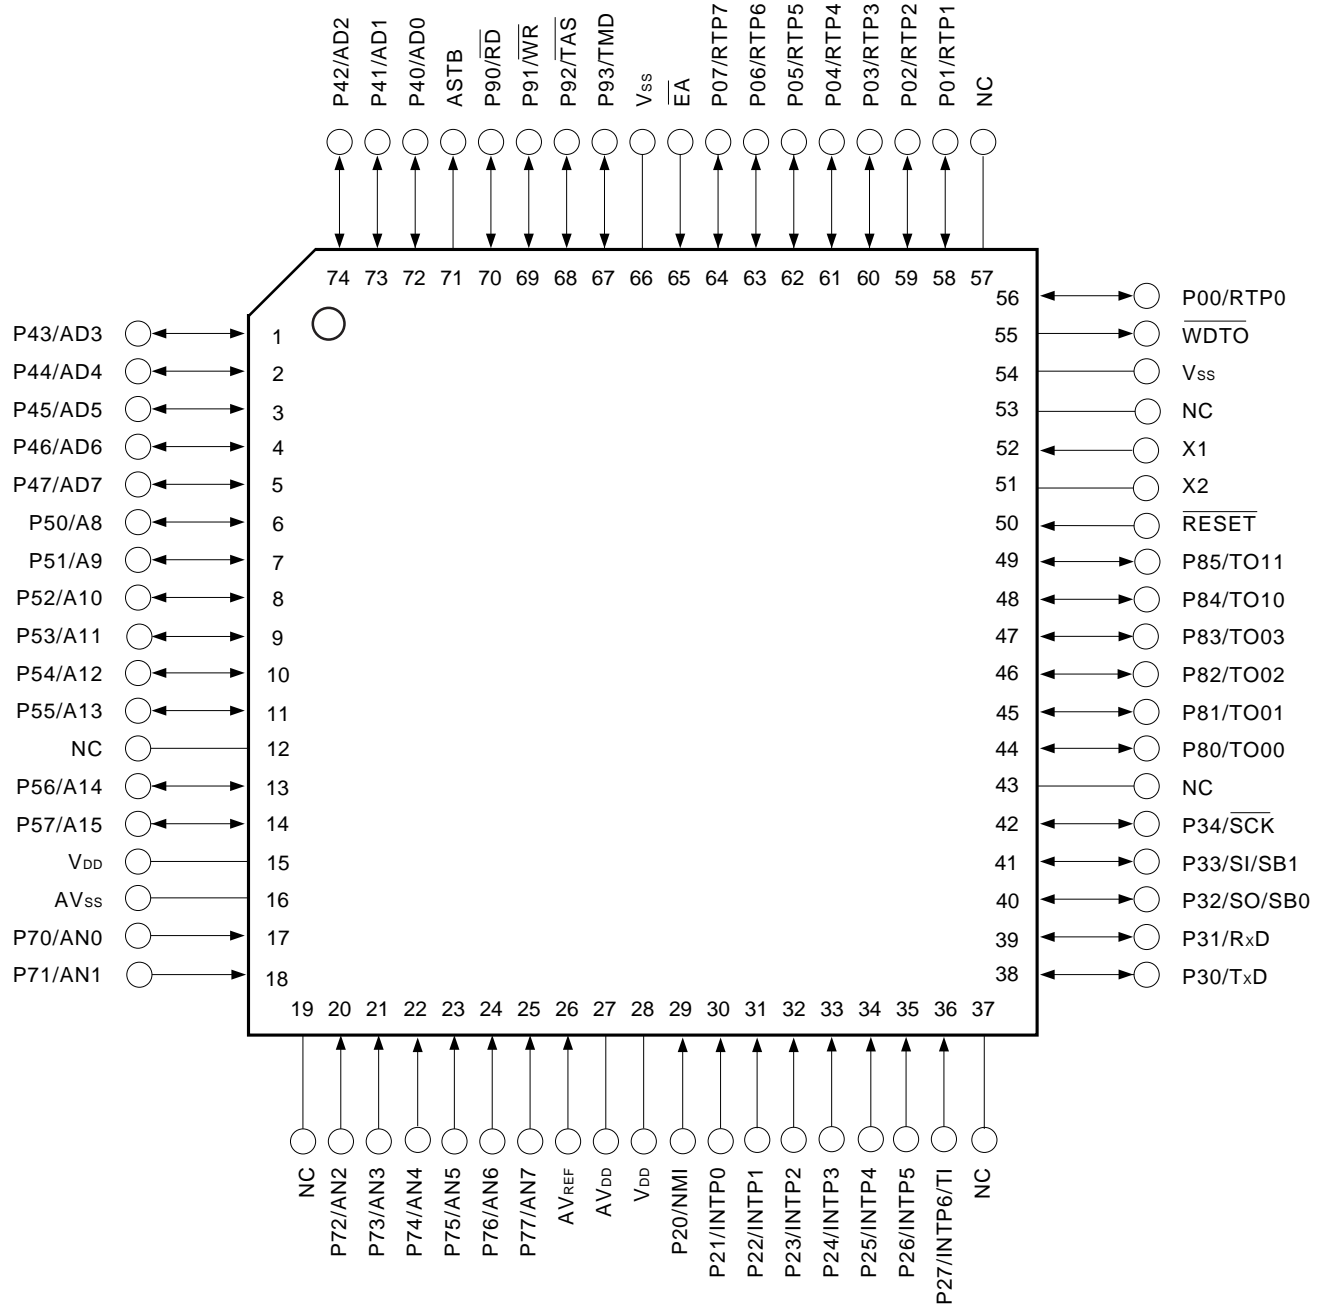 P42/AD2
P41/AD1
P40/AD0
ASTB
P90/R̅D̅
P91/W̅R̅
P92/T̅A̅S̅
P93/TMD
Vss
E̅A̅
P07/RTP7
P06/RTP6
P05/RTP5
P04/RTP4
P03/RTP3
P02/RTP2
P01/RTP1
NC
74 73 72 71 70 69 68 67 66 65 64 63 62 61 60 59 58 57
P43/AD3 1
P44/AD4 2
P45/AD5 3
P46/AD6 4
P47/AD7 5
P50/A8 6
P51/A9 7
P52/A10 8
P53/A11 9
P54/A12 10
P55/A13 11
NC 12
P56/A14 13
P57/A15 14
VDD 15
AVss 16
P70/AN0 17
P71/AN1 18
56 P00/RTP0
55 W̅D̅T̅O̅
54 Vss
53 NC
52 X1
51 X2
50 R̅E̅S̅E̅T̅
49 P85/TO11
48 P84/TO10
47 P83/TO03
46 P82/TO02
45 P81/TO01
44 P80/TO00
43 NC
42 P34/S̅C̅K̅
41 P33/SI/SB1
40 P32/SO/SB0
39 P31/RxD
38 P30/TxD
19 20 21 22 23 24 25 26 27 28 29 30 31 32 33 34 35 36 37
NC
P72/AN2
P73/AN3
P74/AN4
P75/AN5
P76/AN6
P77/AN7
AVREF
AVDD
VDD
P20/NMI
P21/INTP0
P22/INTP1
P23/INTP2
P24/INTP3
P25/INTP4
P26/INTP5
P27/INTP6/TI
NC